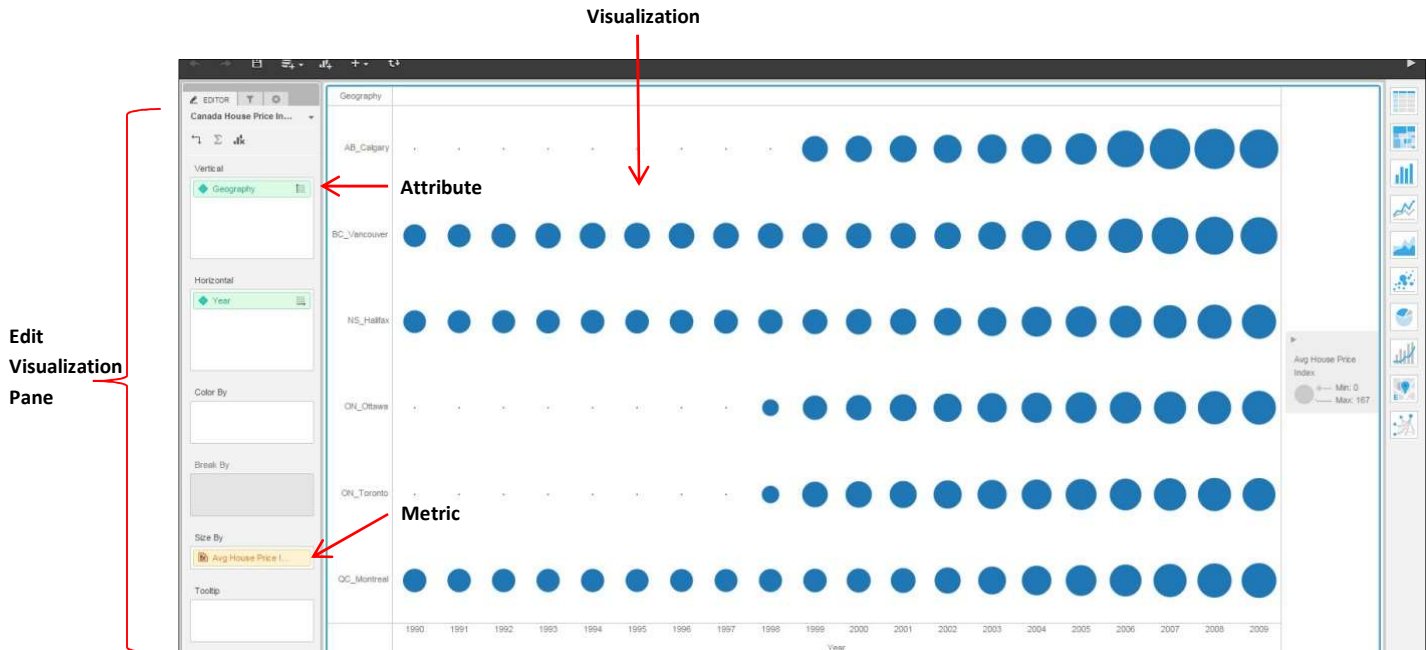 Visualization
EDITOR
Geography
Canada House Price In...
Vertical
Geography
Attribute
Horizontal
Year
Edit
Visualization
Pane
Color By
Break By
Size By
Avg House Price I...
Metric
Tooltip
AB_Calgary
BC_Vancouver
NS_Halifax
ON_Ottawa
ON_Toronto
QC_Montreal
1990 1991 1992 1993 1994 1995 1996 1997 1998 1999 2000 2001 2002 2003 2004 2005 2006 2007 2008 2009
Year
Avg House Price
Index
Min: 0
Max: 167